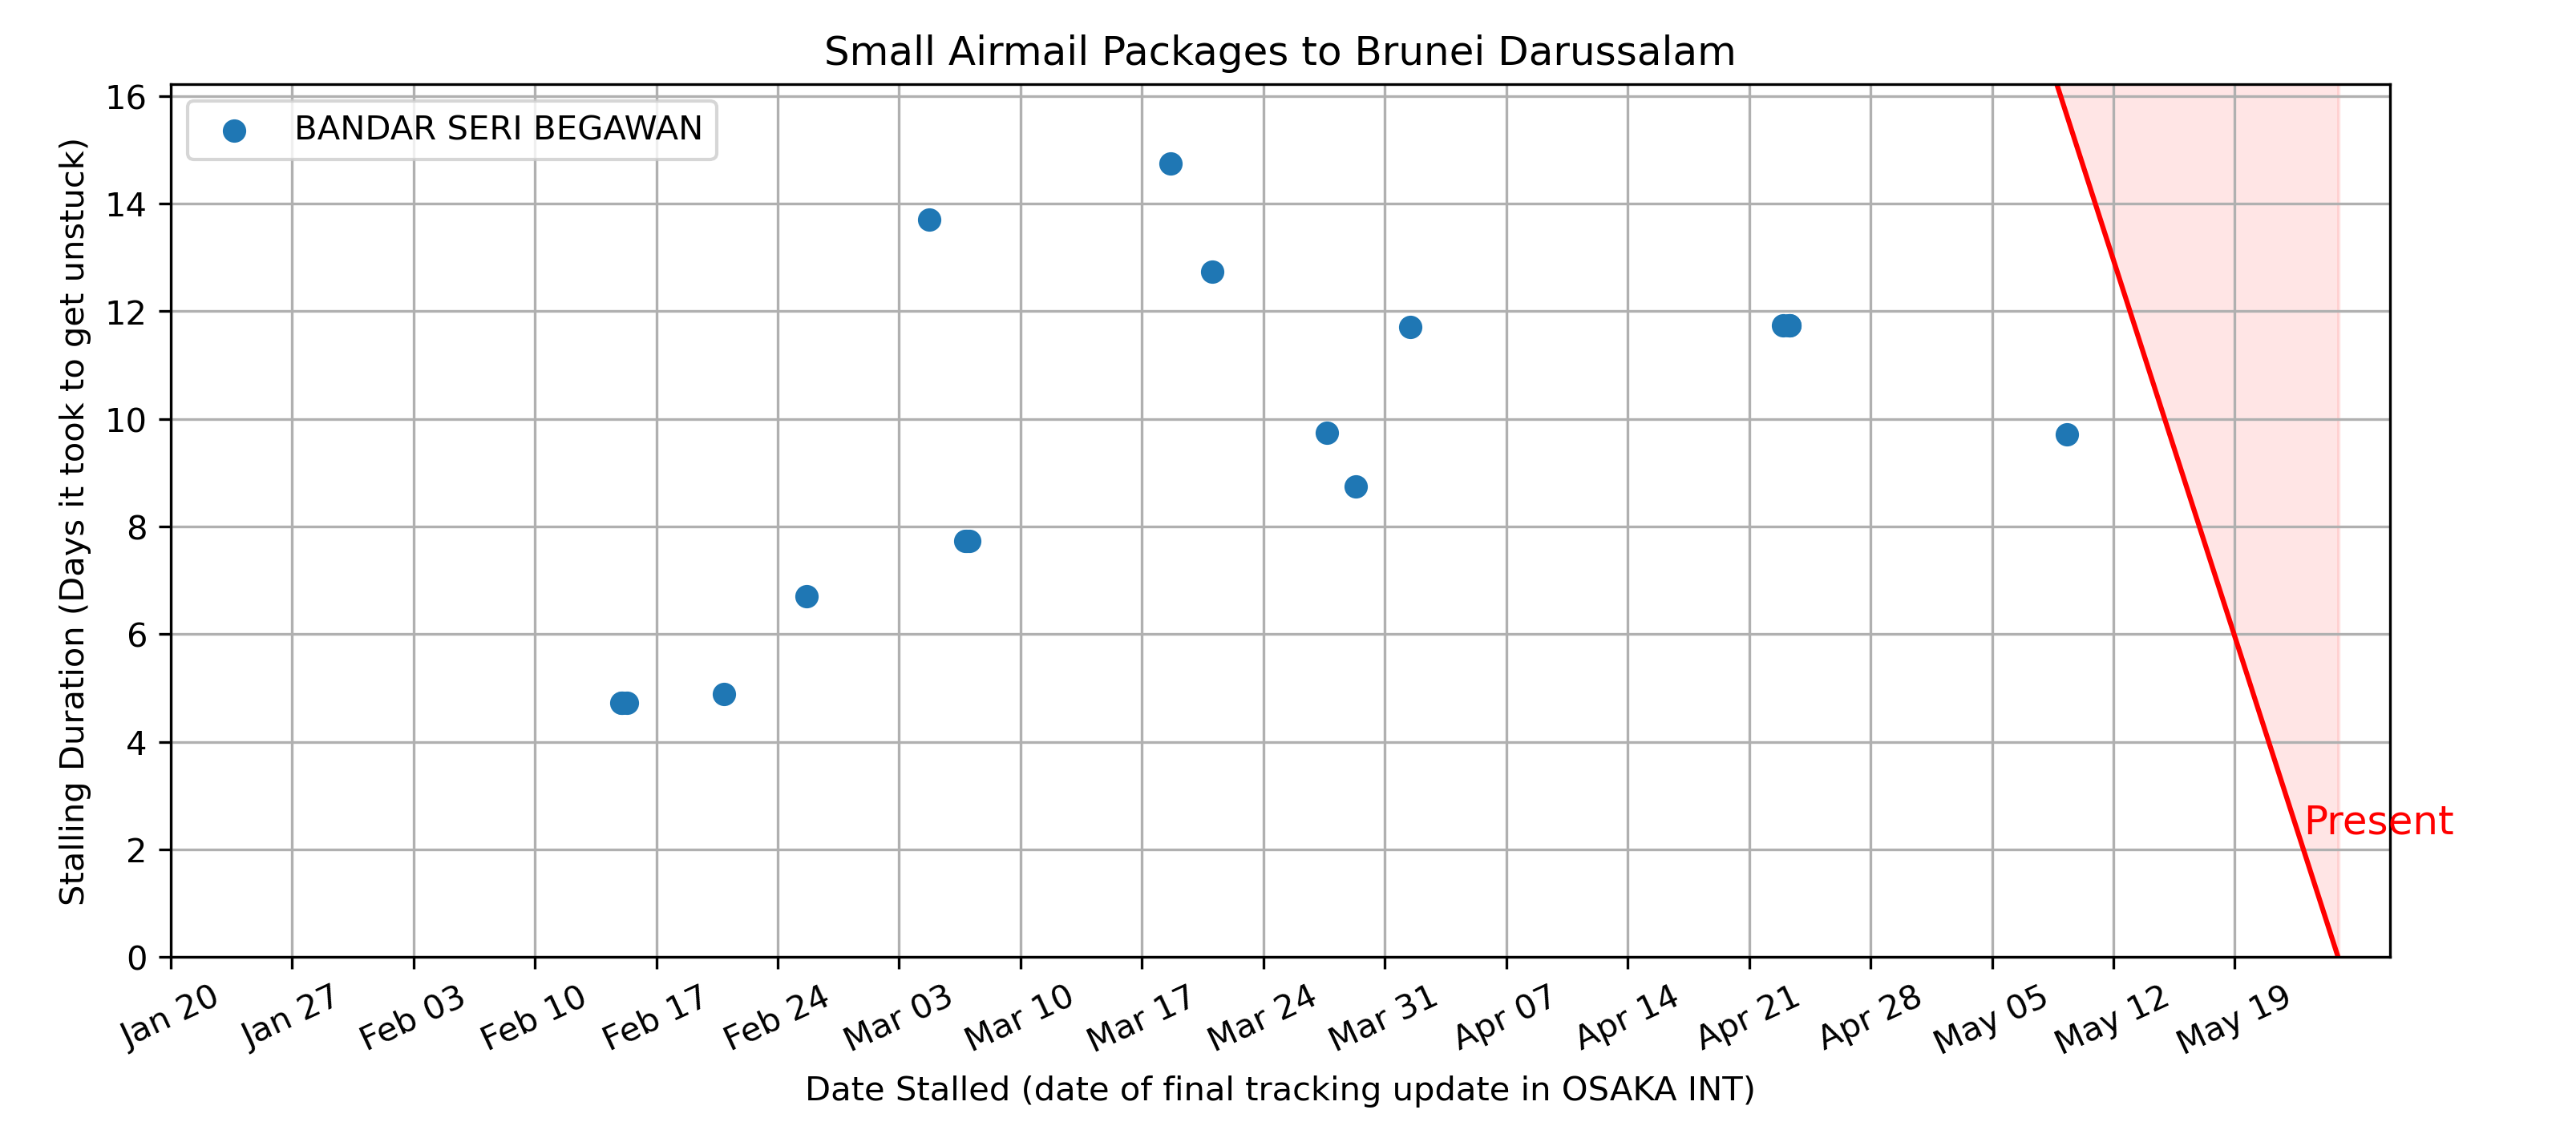 Small Airmail Packages to Brunei Darussalam
BANDAR SERI BEGAWAN
Stalling Duration (Days it took to get unstuck)
16
14
12
10
8
6
4
2
0
Present
Jan 20 Jan 27 Feb 03 Feb 10 Feb 17 Feb 24 Mar 03 Mar 10 Mar 17 Mar 24 Mar 31 Apr 07 Apr 14 Apr 21 Apr 28 May 05 May 12 May 19
Date Stalled (date of final tracking update in OSAKA INT)